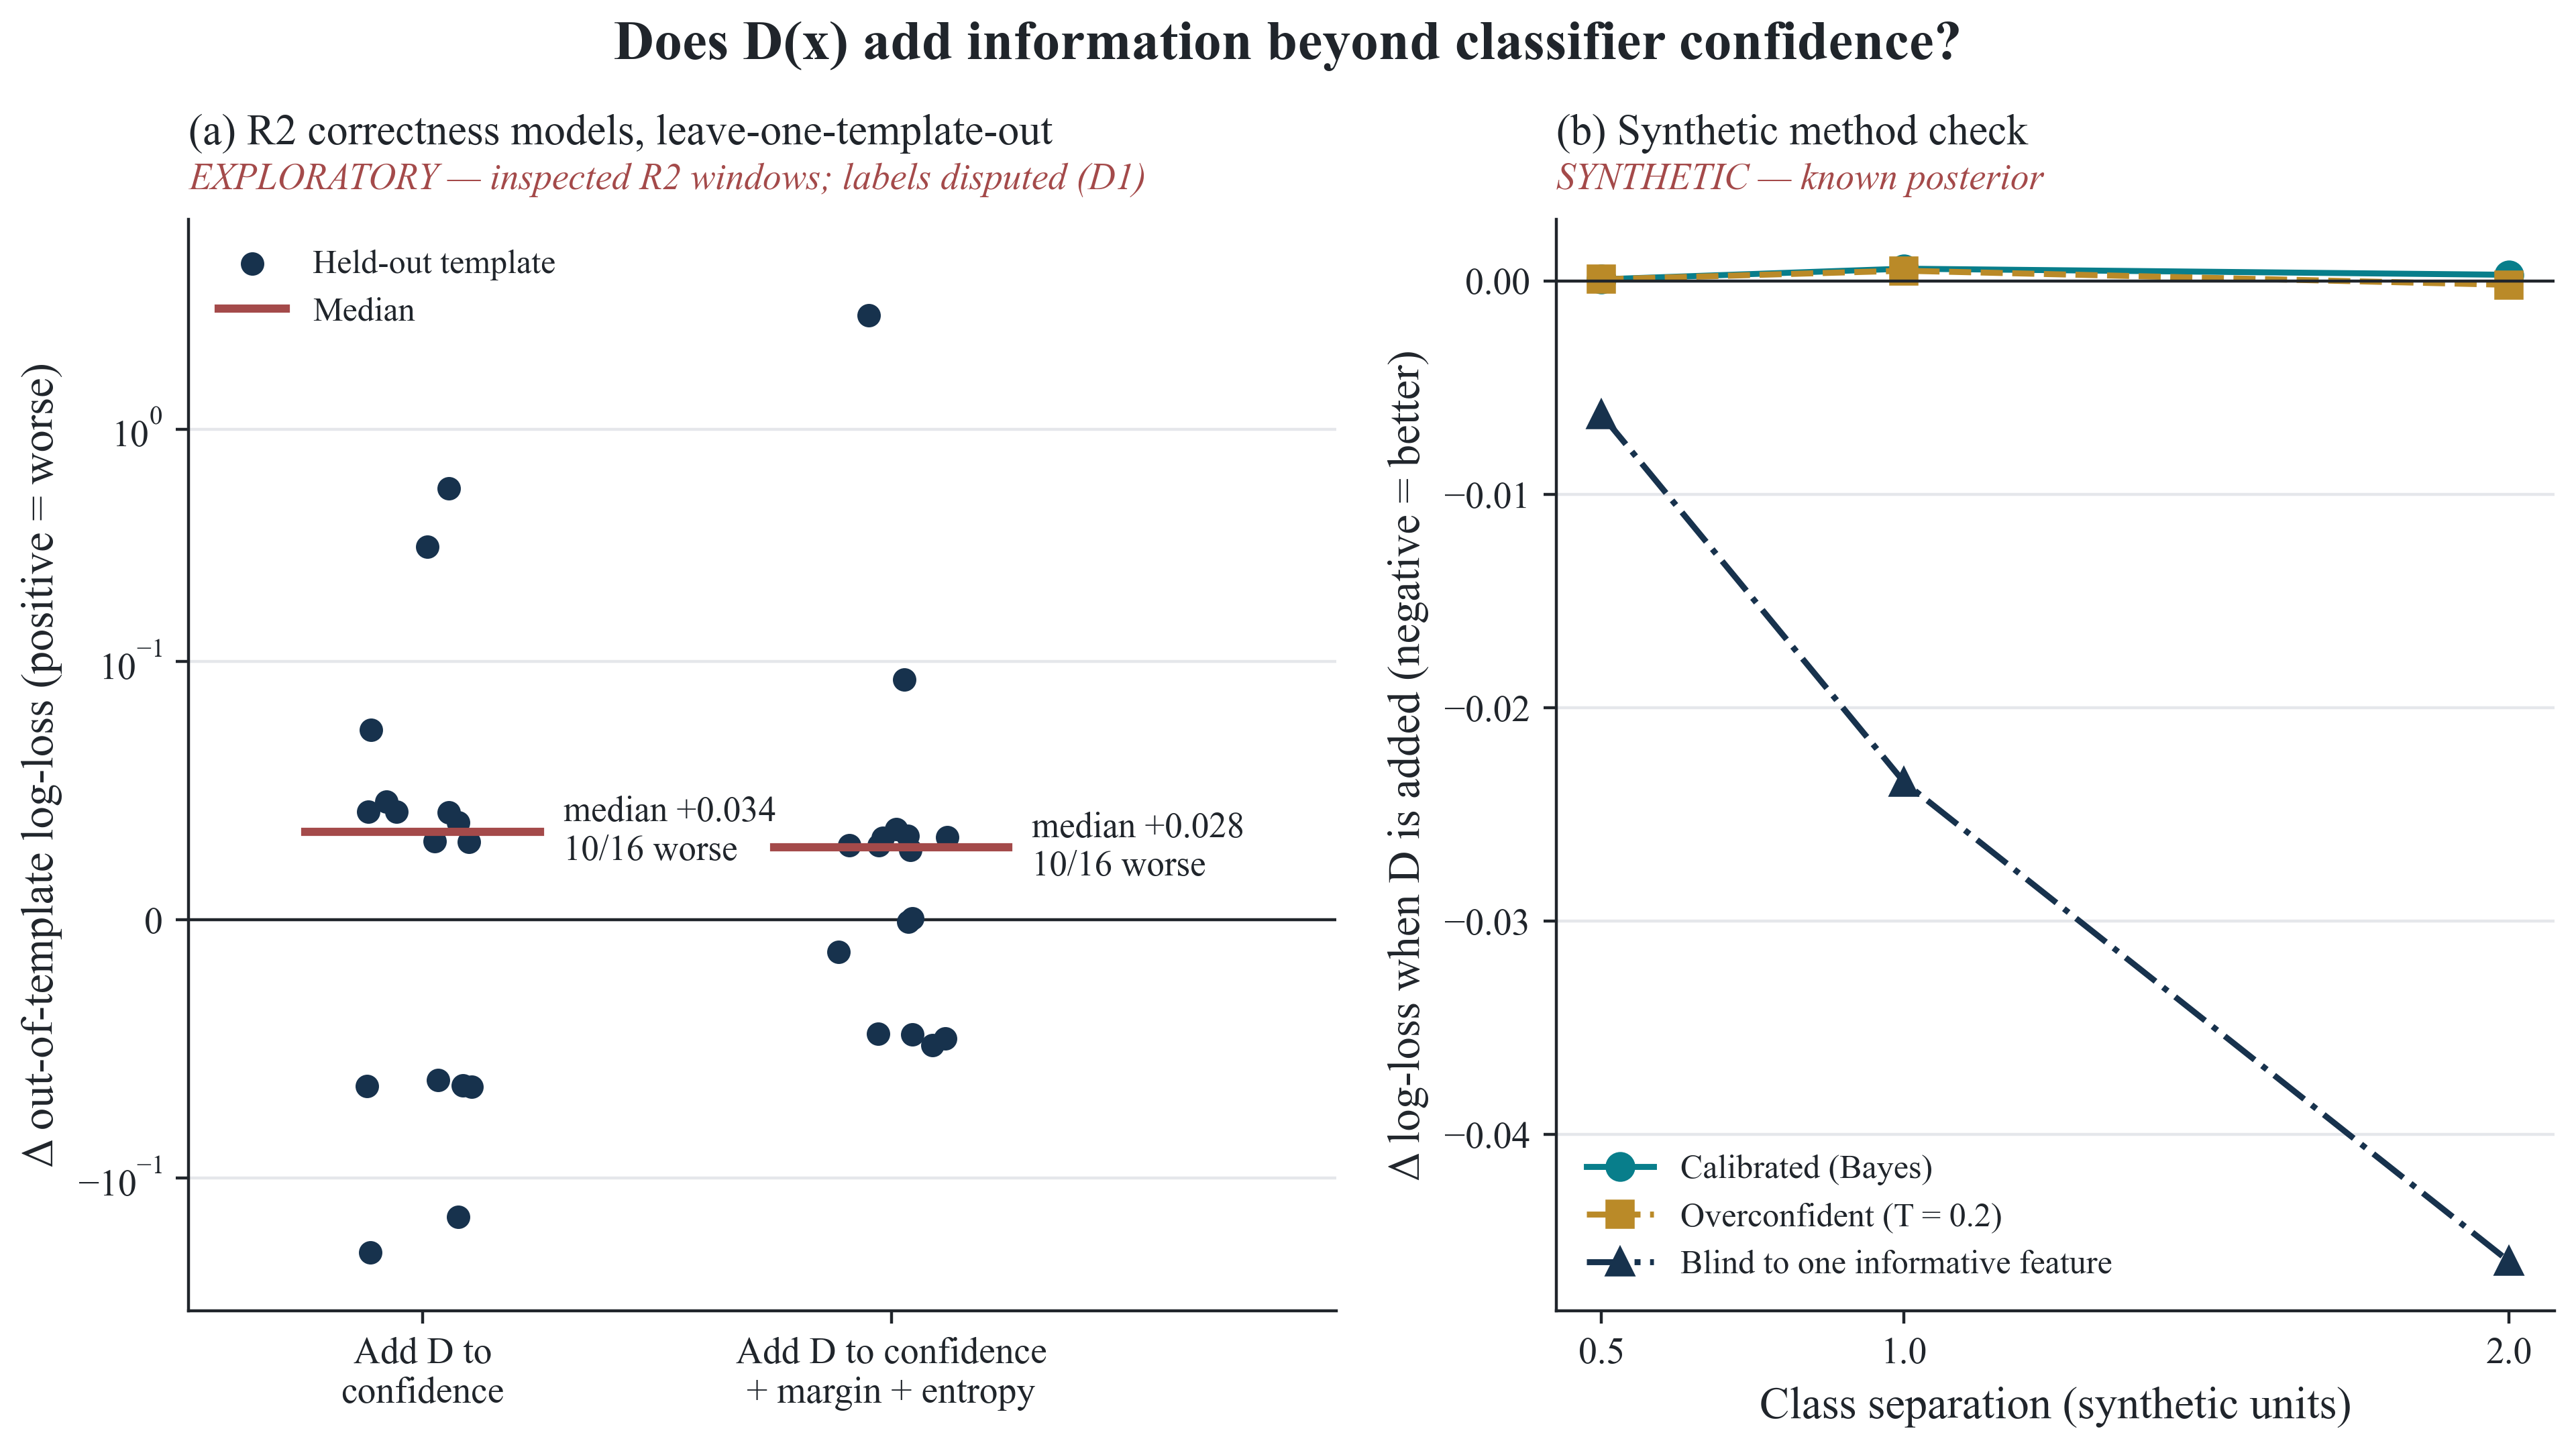 Does D(x) add information beyond classifier confidence?
(a) R2 correctness models, leave-one-template-out
EXPLORATORY — inspected R2 windows; labels disputed (D1)
Held-out template
Median
Δ out-of-template log-loss (positive = worse)
10⁰
10⁻¹
0
−10⁻¹
median +0.034
10/16 worse
median +0.028
10/16 worse
Add D to
confidence
Add D to confidence
+ margin + entropy
(b) Synthetic method check
SYNTHETIC — known posterior
Δ log-loss when D is added (negative = better)
0.00
−0.01
−0.02
−0.03
−0.04
Calibrated (Bayes)
Overconfident (T = 0.2)
Blind to one informative feature
0.5
1.0
2.0
Class separation (synthetic units)